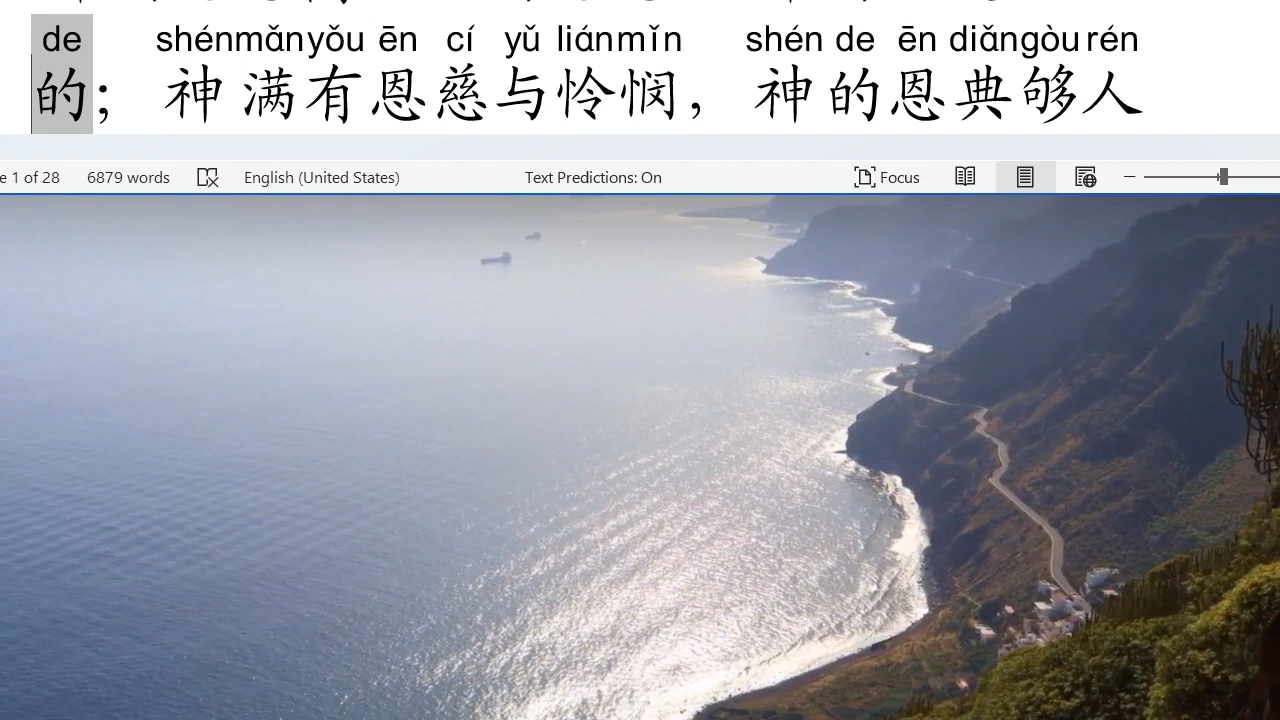 de shénmǎnyǒu ēn cí yǔ liánmǐn shén de ēn diǎngòu rén
的； 神满有恩慈与怜悯，神的恩典够人
e 1 of 28 6879 words English (United States) Text Predictions: On Focus